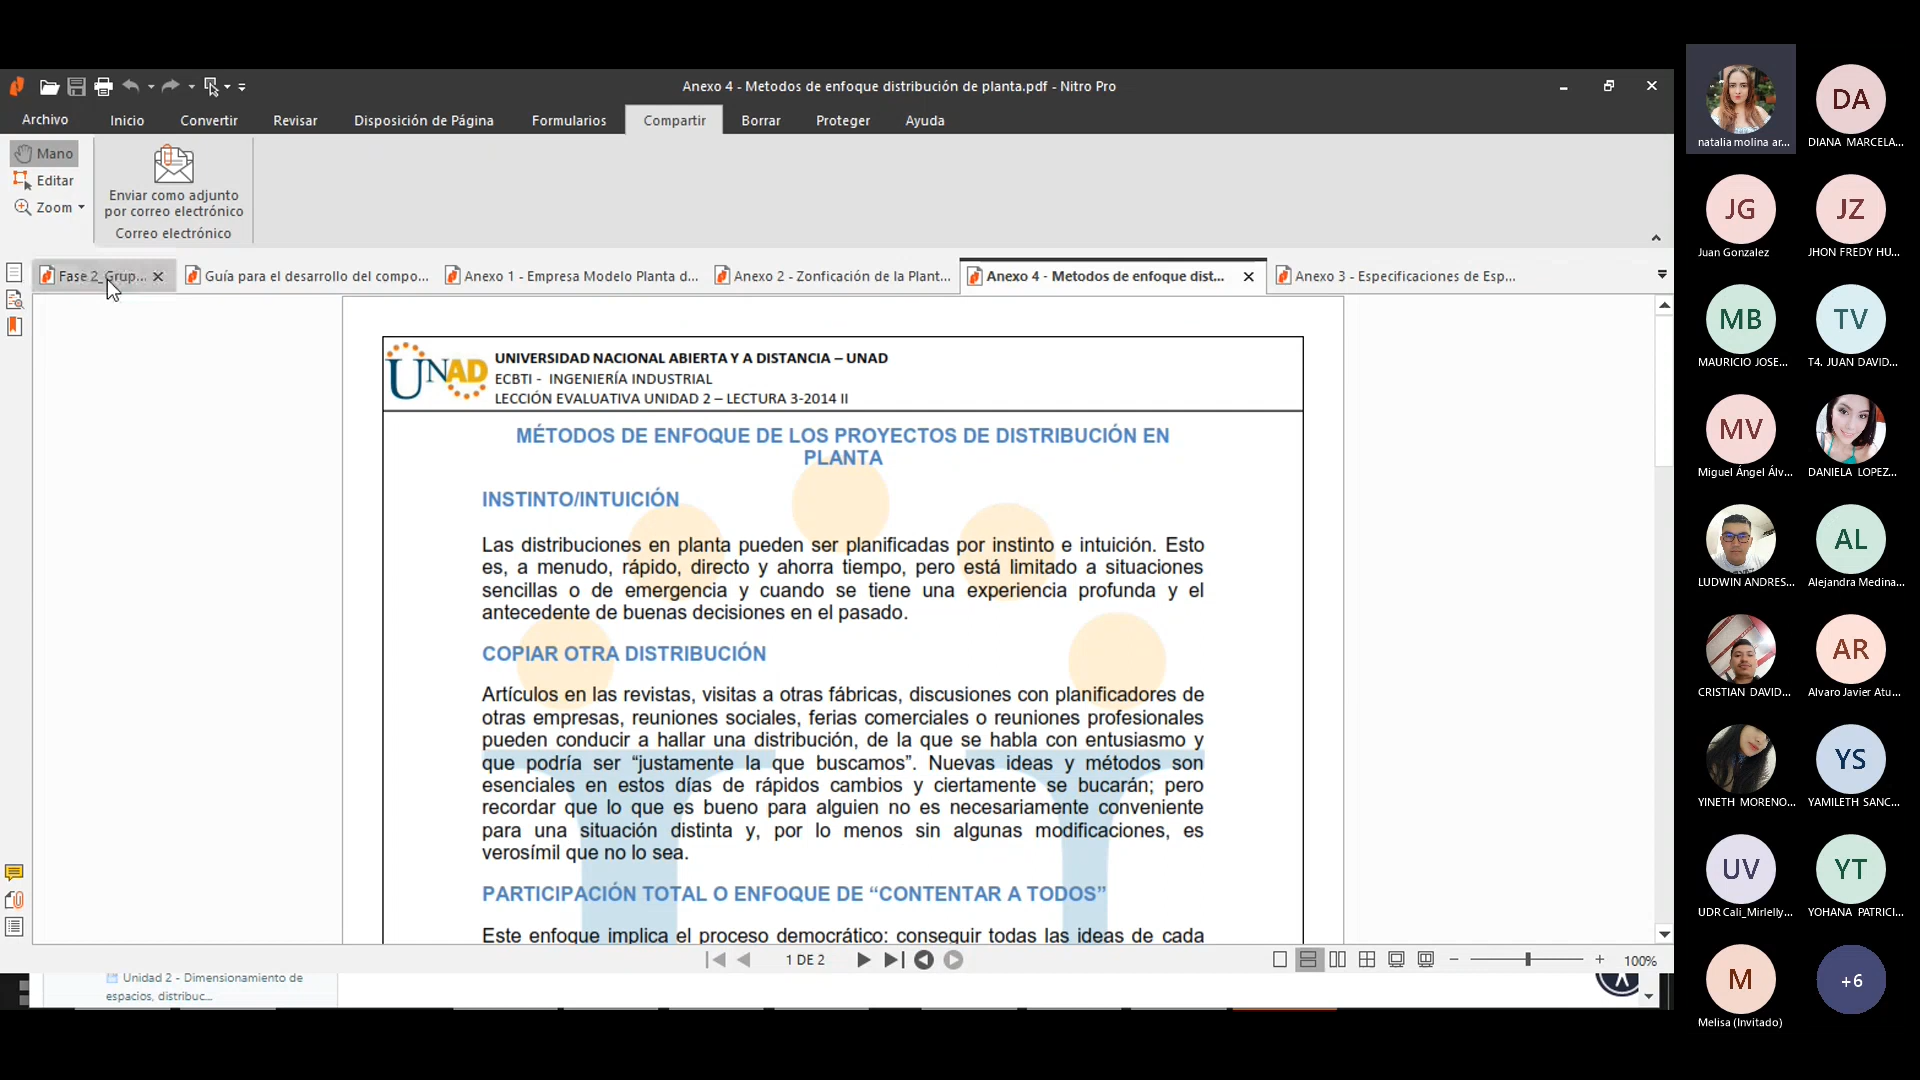 Anexo 4 - Metodos de enfoque distribución de planta.pdf - Nitro Pro
Archivo Inicio Convertir Revisar Disposición de Página Formularios Compartir Borrar Proteger Ayuda
Mano
Editar
Zoom
Enviar como adjunto
por correo electrónico
Correo electrónico
Fase 2_Grup... Guía para el desarrollo del compo... Anexo 1 - Empresa Modelo Planta d... Anexo 2 - Zonficación de la Plant... Anexo 4 - Metodos de enfoque dist... Anexo 3 - Especificaciones de Esp...
UNAD
UNIVERSIDAD NACIONAL ABIERTA Y A DISTANCIA – UNAD
ECBTI - INGENIERÍA INDUSTRIAL
LECCIÓN EVALUATIVA UNIDAD 2 – LECTURA 3-2014 II
MÉTODOS DE ENFOQUE DE LOS PROYECTOS DE DISTRIBUCIÓN EN
PLANTA
INSTINTO/INTUICIÓN
Las distribuciones en planta pueden ser planificadas por instinto e intuición. Esto
es, a menudo, rápido, directo y ahorra tiempo, pero está limitado a situaciones
sencillas o de emergencia y cuando se tiene una experiencia profunda y el
antecedente de buenas decisiones en el pasado.
COPIAR OTRA DISTRIBUCIÓN
Artículos en las revistas, visitas a otras fábricas, discusiones con planificadores de
otras empresas, reuniones sociales, ferias comerciales o reuniones profesionales
pueden conducir a hallar una distribución, de la que se habla con entusiasmo y
que podría ser “justamente la que buscamos”. Nuevas ideas y métodos son
esenciales en estos días de rápidos cambios y ciertamente se bucarán; pero
recordar que lo que es bueno para alguien no es necesariamente conveniente
para una situación distinta y, por lo menos sin algunas modificaciones, es
verosímil que no lo sea.
PARTICIPACIÓN TOTAL O ENFOQUE DE “CONTENTAR A TODOS”
Este enfoque implica el proceso democrático: conseguir todas las ideas de cada
1 DE 2
100%
Unidad 2 - Dimensionamiento de
espacios, distribuc...
DA
natalia molina ar... DIANA MARCELA...
JG JZ
Juan Gonzalez JHON FREDY HU...
MB TV
MAURICIO JOSE... T4. JUAN DAVID...
MV
Miguel Ángel Álv... DANIELA LOPEZ...
AL
LUDWIN ANDRES... Alejandra Medina...
AR
CRISTIAN DAVID... Alvaro Javier Atu...
YS
YINETH MORENO... YAMILETH SANC...
UV YT
UDR Cali_Mirlelly... YOHANA PATRICI...
M +6
Melisa (Invitado)